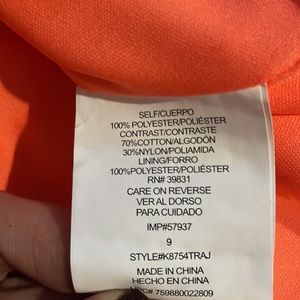 SELF/CUERPO
100% POLYESTER/POLIÉSTER
CONTRAST/CONTRASTE
70%COTTON/ALGODÓN
30%NYLON/POLIAMIDA
LINING/FORRO
100%POLYESTER/POLIÉSTER
RN# 39831
CARE ON REVERSE
VER AL DORSO
PARA CUIDADO
IMP#57937
9
STYLE#K8754TRAJ
MADE IN CHINA
HECHO EN CHINA
759880022809